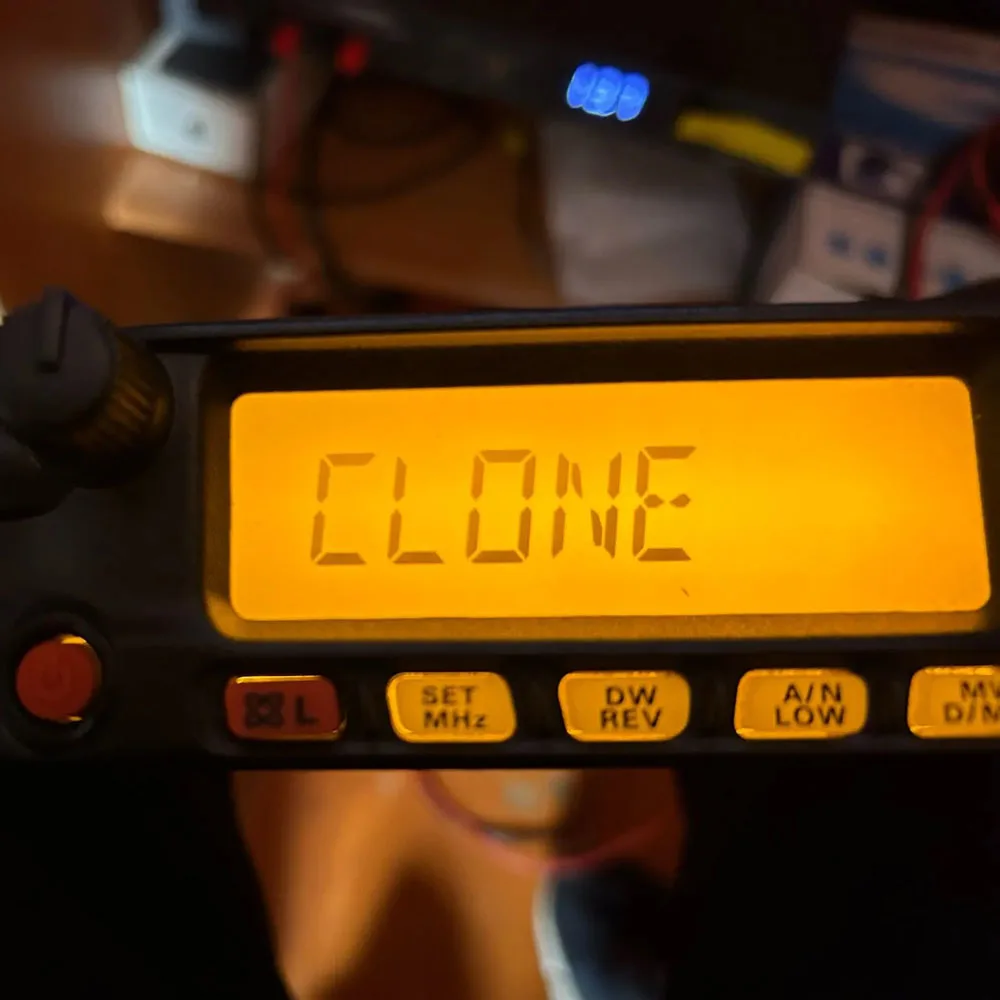 CLONE
L
SET
MHz
DW
REV
A/N
LOW